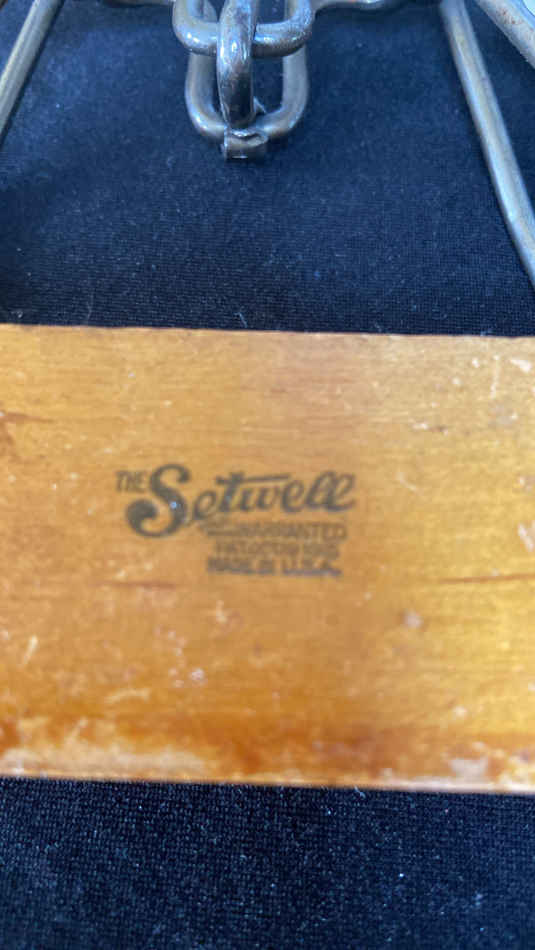 THE Setwell
WARRANTED
MADE IN U.S.A.